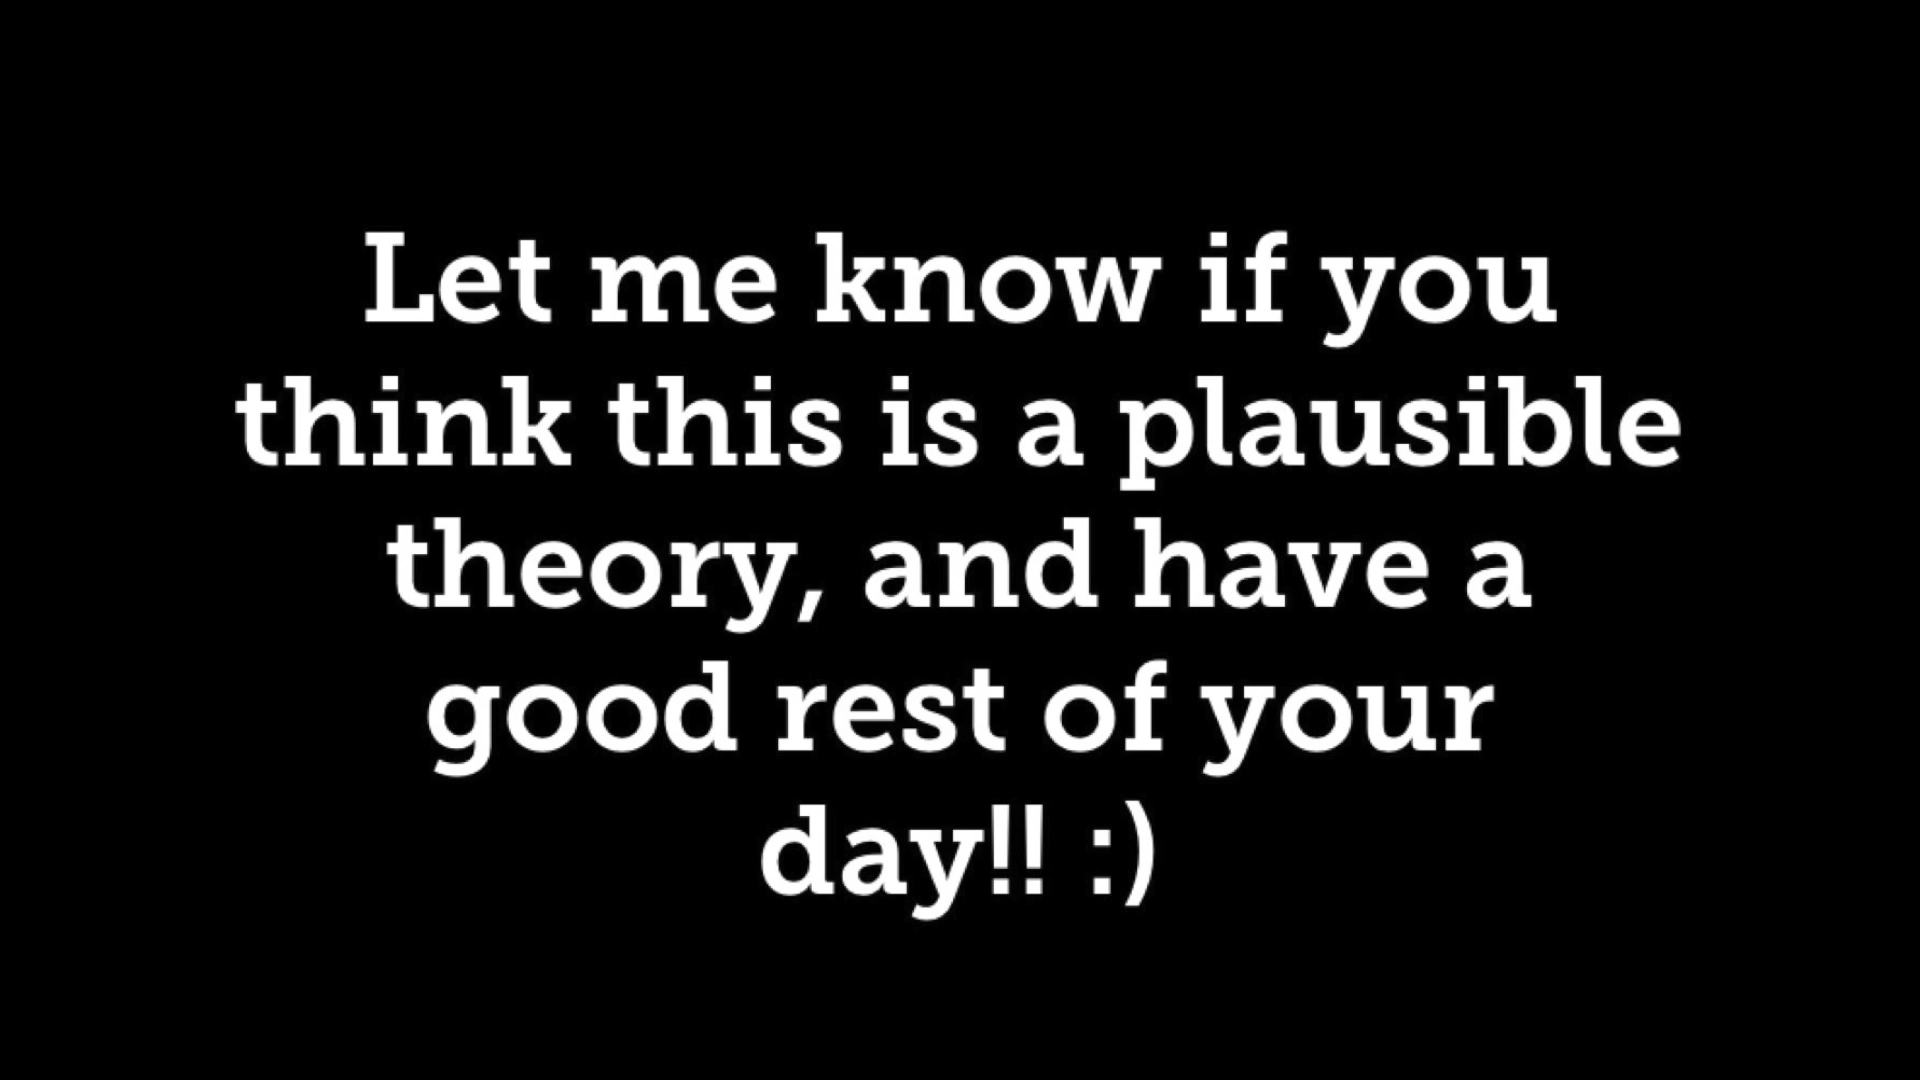 Let me know if you
think this is a plausible
theory, and have a
good rest of your
day!! :)